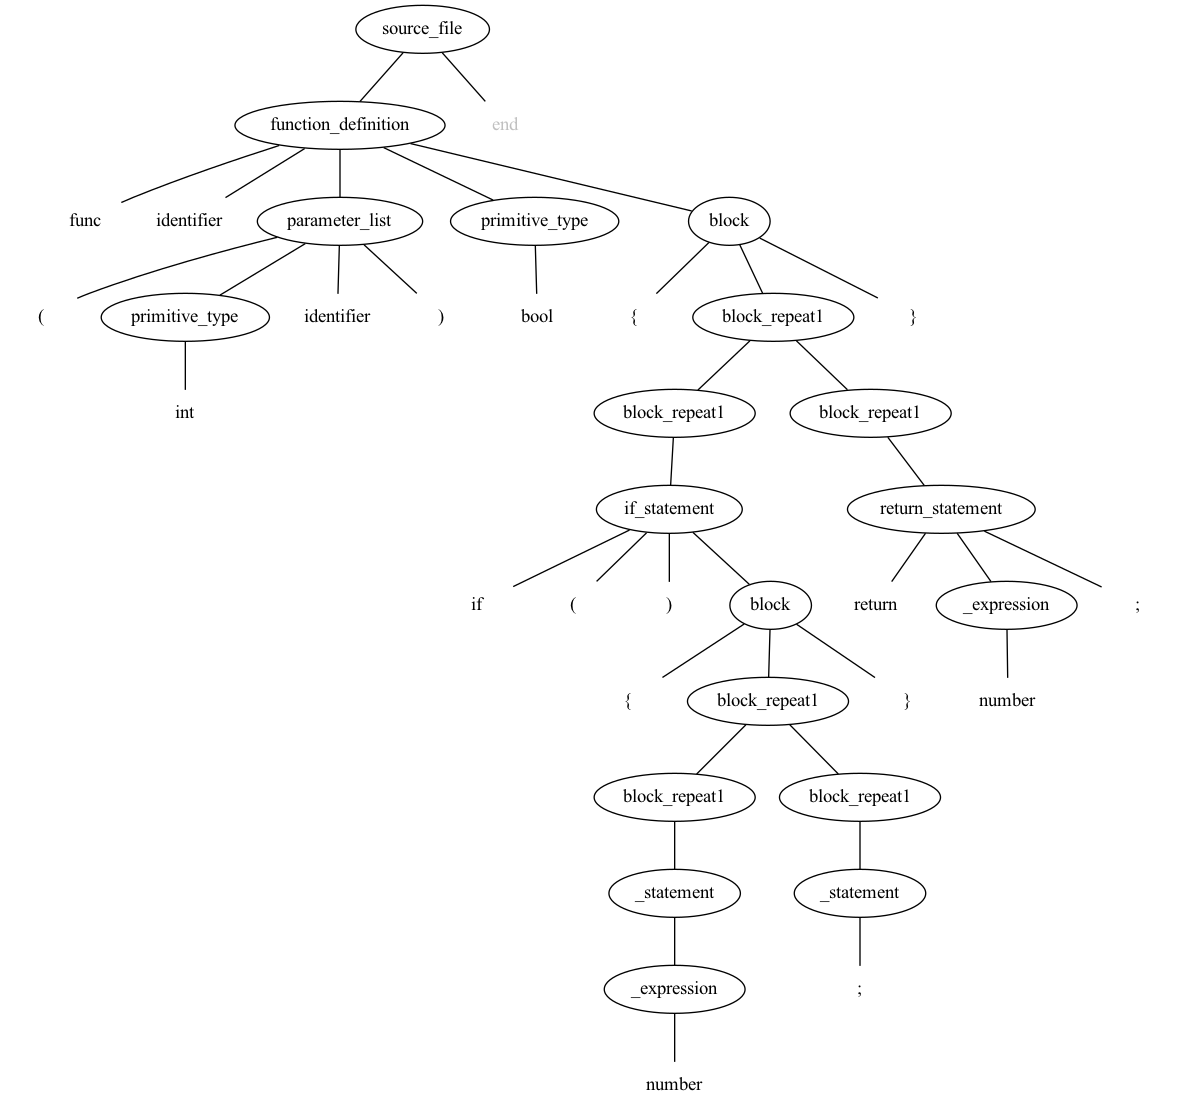 source_file
function_definition end
func identifier parameter_list primitive_type block
( primitive_type identifier ) bool { block_repeat1 }
int block_repeat1 block_repeat1
if_statement return_statement
if ( ) block return _expression ;
{ block_repeat1 } number
block_repeat1 block_repeat1
_statement _statement
_expression ;
number